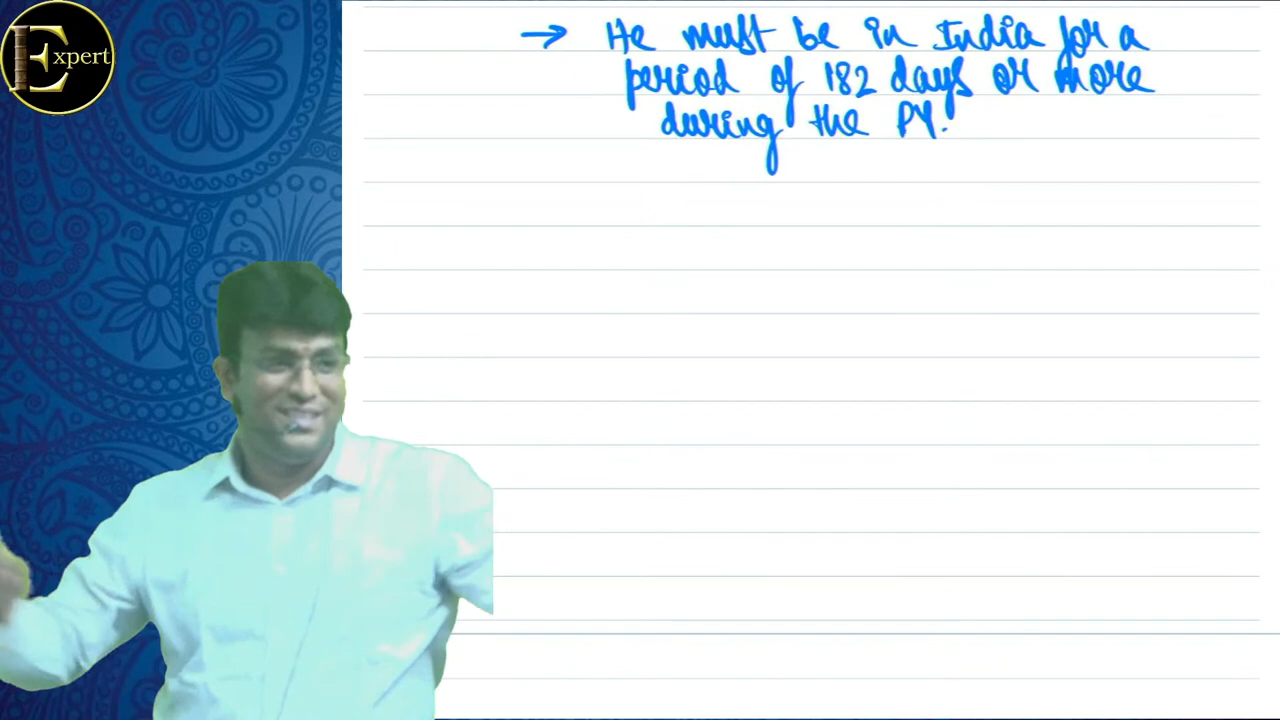 Expert
→ He must be in India for a
period of 182 days or more
during the PY.